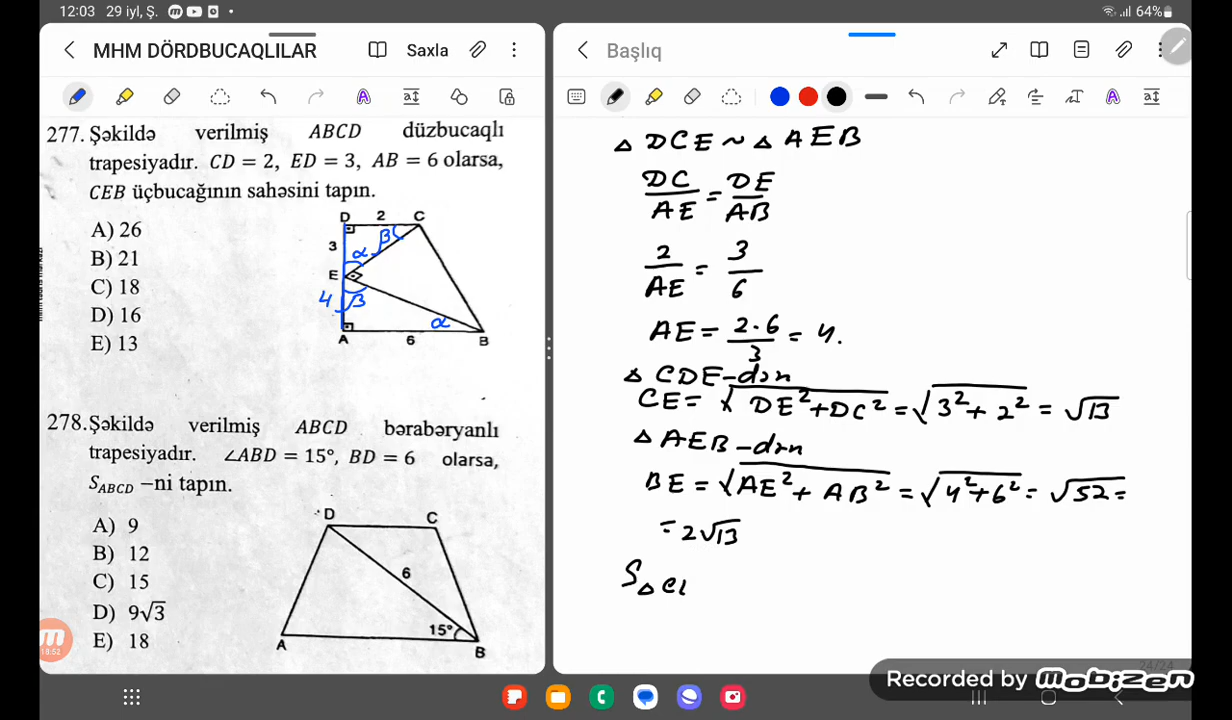 12:03 29 iyl, Ş. 64%
MHM DÖRDBUCAQLILAR Saxla
Başlıq
277. Şəkildə verilmiş ABCD düzbucaqlı
trapesiyadır. CD = 2, ED = 3, AB = 6 olarsa,
CEB üçbucağının sahəsini tapın.
A) 26
B) 21
C) 18
D) 16
E) 13
D 2 C
3 α β
E
4 β α
A 6 B
278. Şəkildə verilmiş ABCD bərabəryanlı
trapesiyadır. ∠ABD = 15°, BD = 6 olarsa,
S_ABCD –ni tapın.
A) 9
B) 12
C) 15
D) 9√3
E) 18
D C
6
15°
A B
△ DCE ~ △ AEB
DC/AE = DE/AB
2/AE = 3/6
AE = 2·6/3 = 4.
△ CDE-dən
CE = √(DE²+DC²) = √(3²+2²) = √13
△ AEB-dən
BE = √(AE²+AB²) = √(4²+6²) = √52 =
= 2√13
S△
18:52
24/24
Recorded by mobizen